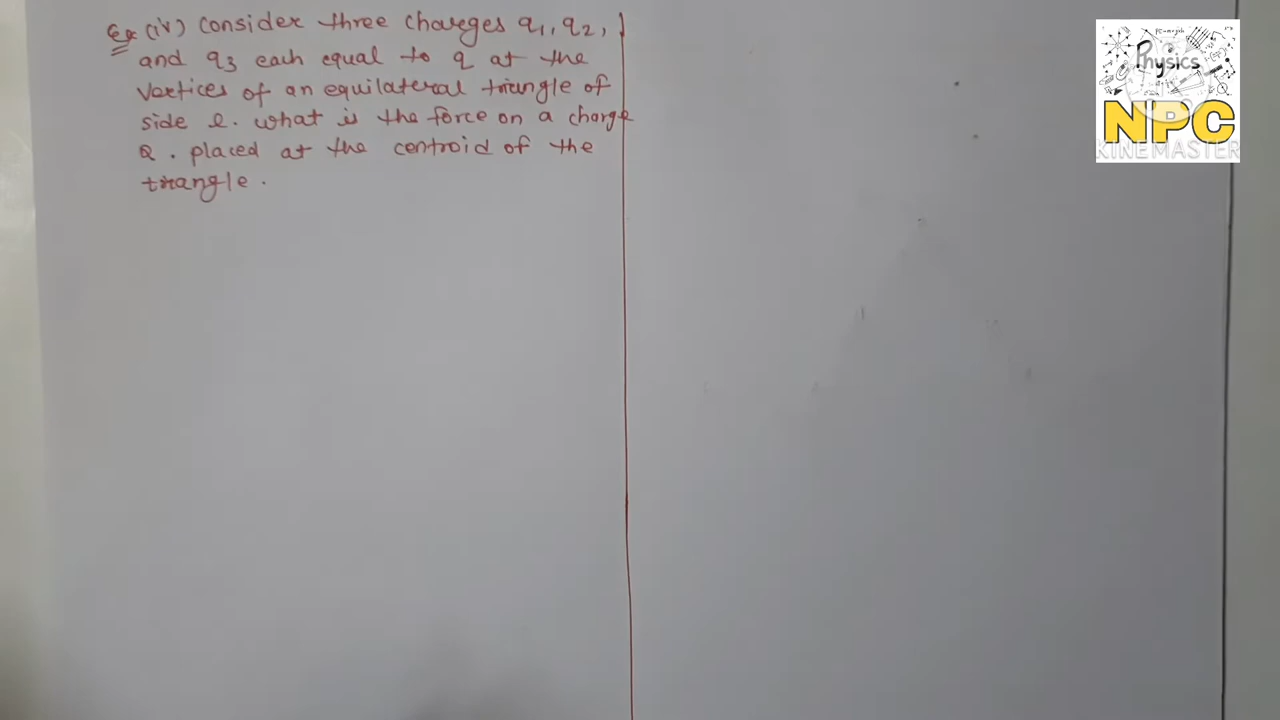 Ex (iv) consider three charges q1, q2,
and q3 each equal to q at the
vertices of an equilateral triangle of
side l. what is the force on a charge
Q. placed at the centroid of the
triangle.
Physics
NPC
KINEMASTER